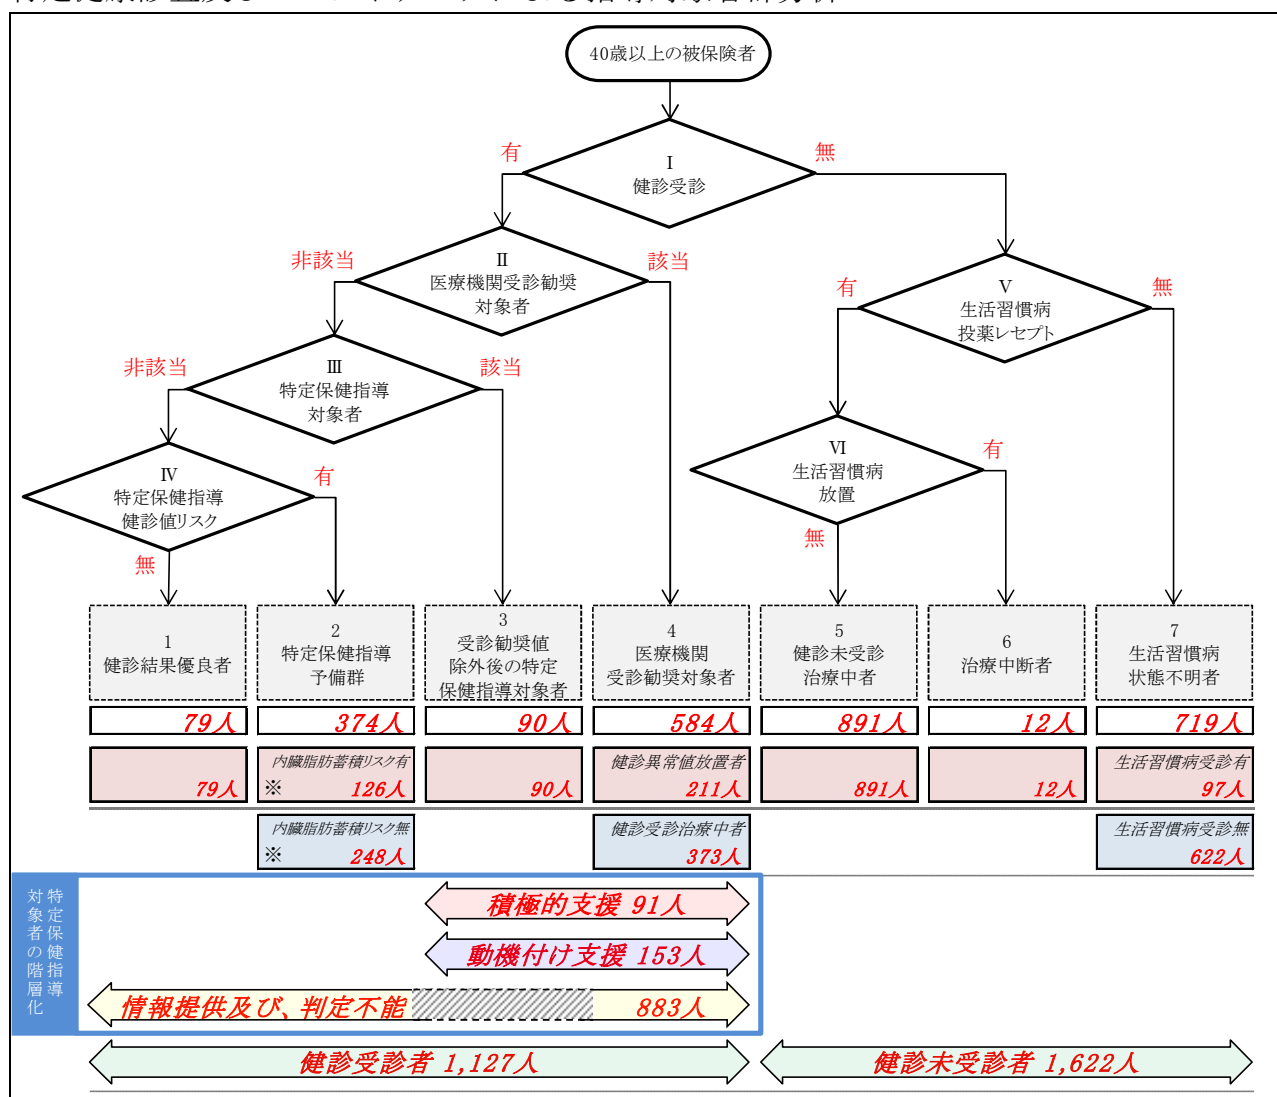 40歳以上の被保険者
Ⅰ
健診受診
有
無
Ⅱ
医療機関受診勧奨
対象者
非該当
該当
Ⅴ
生活習慣病
投薬レセプト
有
無
Ⅲ
特定保健指導
対象者
非該当
該当
Ⅵ
生活習慣病
放置
有
無
Ⅳ
特定保健指導
健診値リスク
有
無
1
健診結果優良者
2
特定保健指導
予備群
3
受診勧奨値
除外後の特定
保健指導対象者
4
医療機関
受診勧奨対象者
5
健診未受診
治療中者
6
治療中断者
7
生活習慣病
状態不明者
79人
374人
90人
584人
891人
12人
719人
79人
内臓脂肪蓄積リスク有
※ 126人
90人
健診異常値放置者
211人
891人
12人
生活習慣病受診有
97人
内臓脂肪蓄積リスク無
※ 248人
健診受診治療中者
373人
生活習慣病受診無
622人
特定保健指導
対象者の階層化
積極的支援 91人
動機付け支援 153人
情報提供及び、判定不能 883人
健診受診者 1,127人
健診未受診者 1,622人